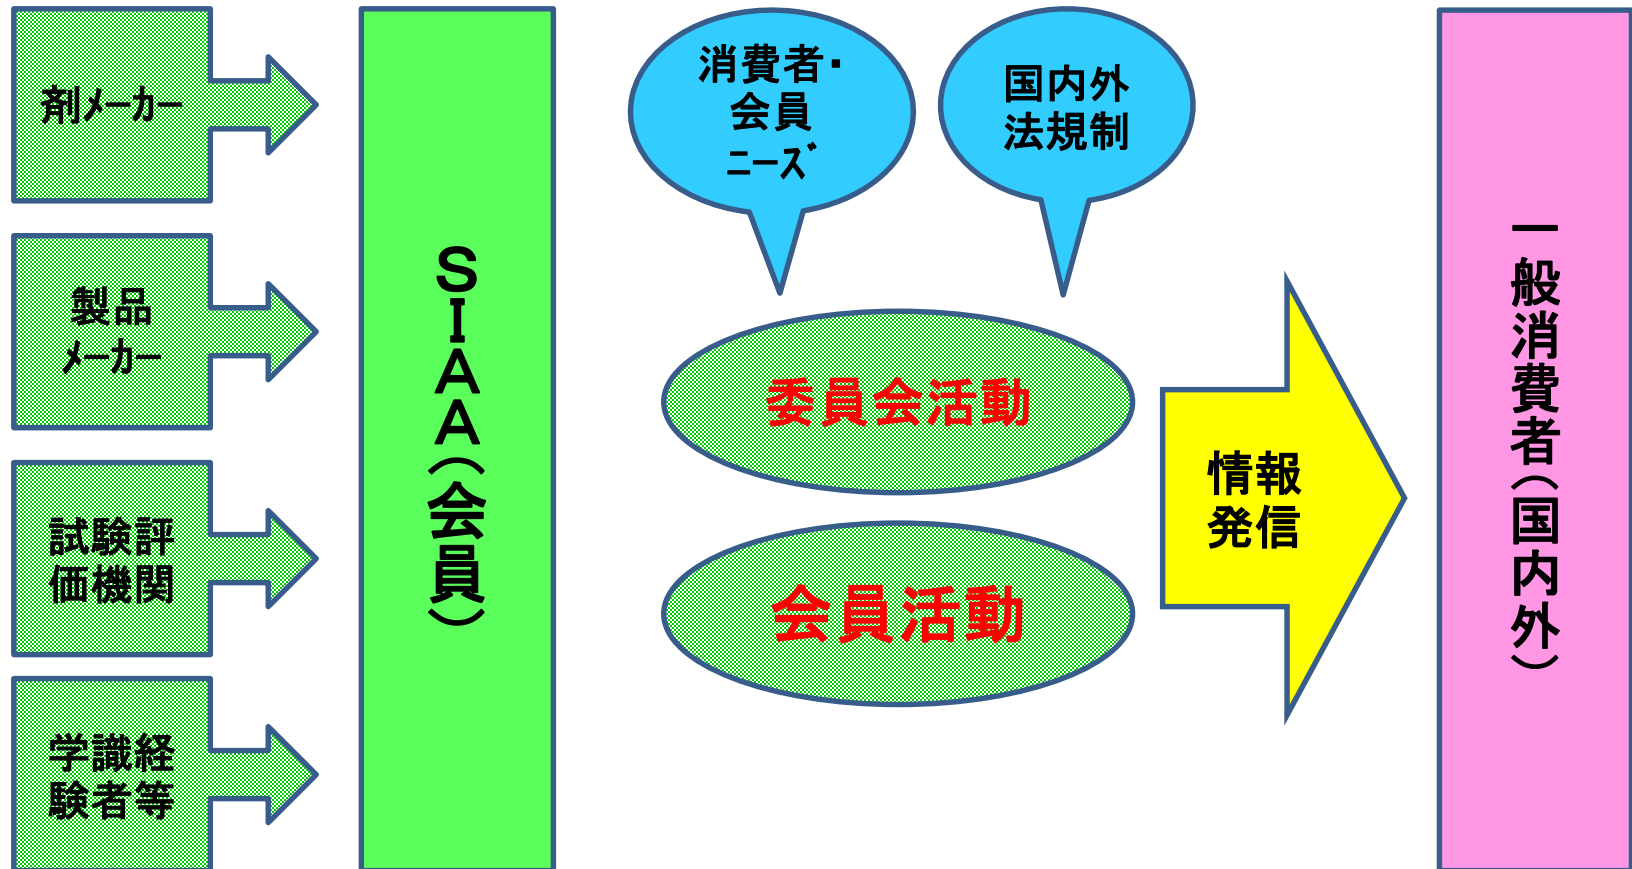 剤ﾒｰｶｰ
製品
ﾒｰｶｰ
試験評
価機関
学識経
験者等
ＳＩＡＡ（会員）
消費者・
会員
ﾆｰｽﾞ
国内外
法規制
委員会活動
会員活動
情報
発信
一般消費者（国内外）